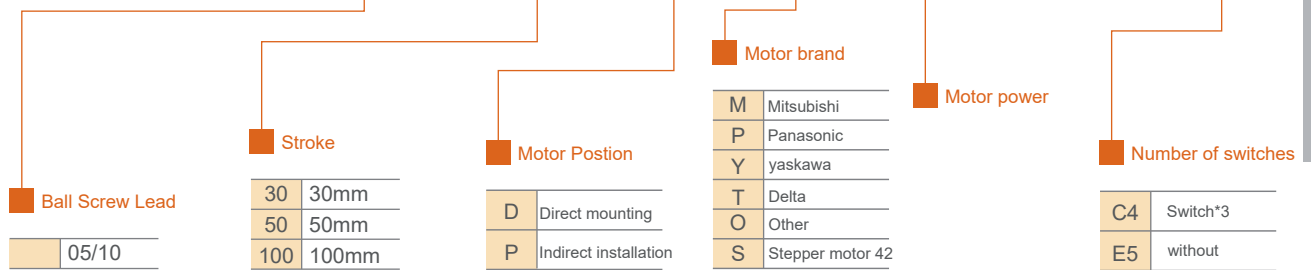 Motor brand
M Mitsubishi
P Panasonic
Y yaskawa
T Delta
O Other
S Stepper motor 42
Motor power
Stroke
30 30mm
50 50mm
100 100mm
Motor Postion
D Direct mounting
P Indirect installation
Number of switches
C4 Switch*3
E5 without
Ball Screw Lead
05/10